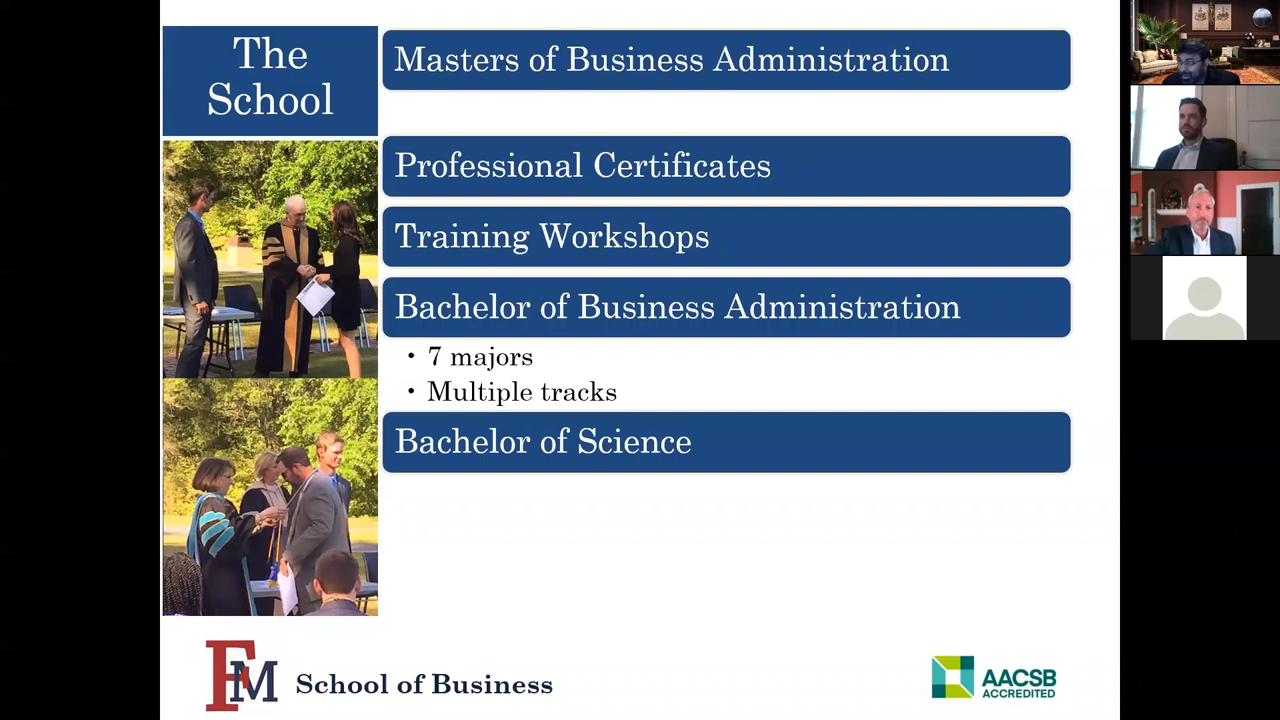 The
School
Masters of Business Administration
Professional Certificates
Training Workshops
Bachelor of Business Administration
• 7 majors
• Multiple tracks
Bachelor of Science
FM School of Business
AACSB
ACCREDITED